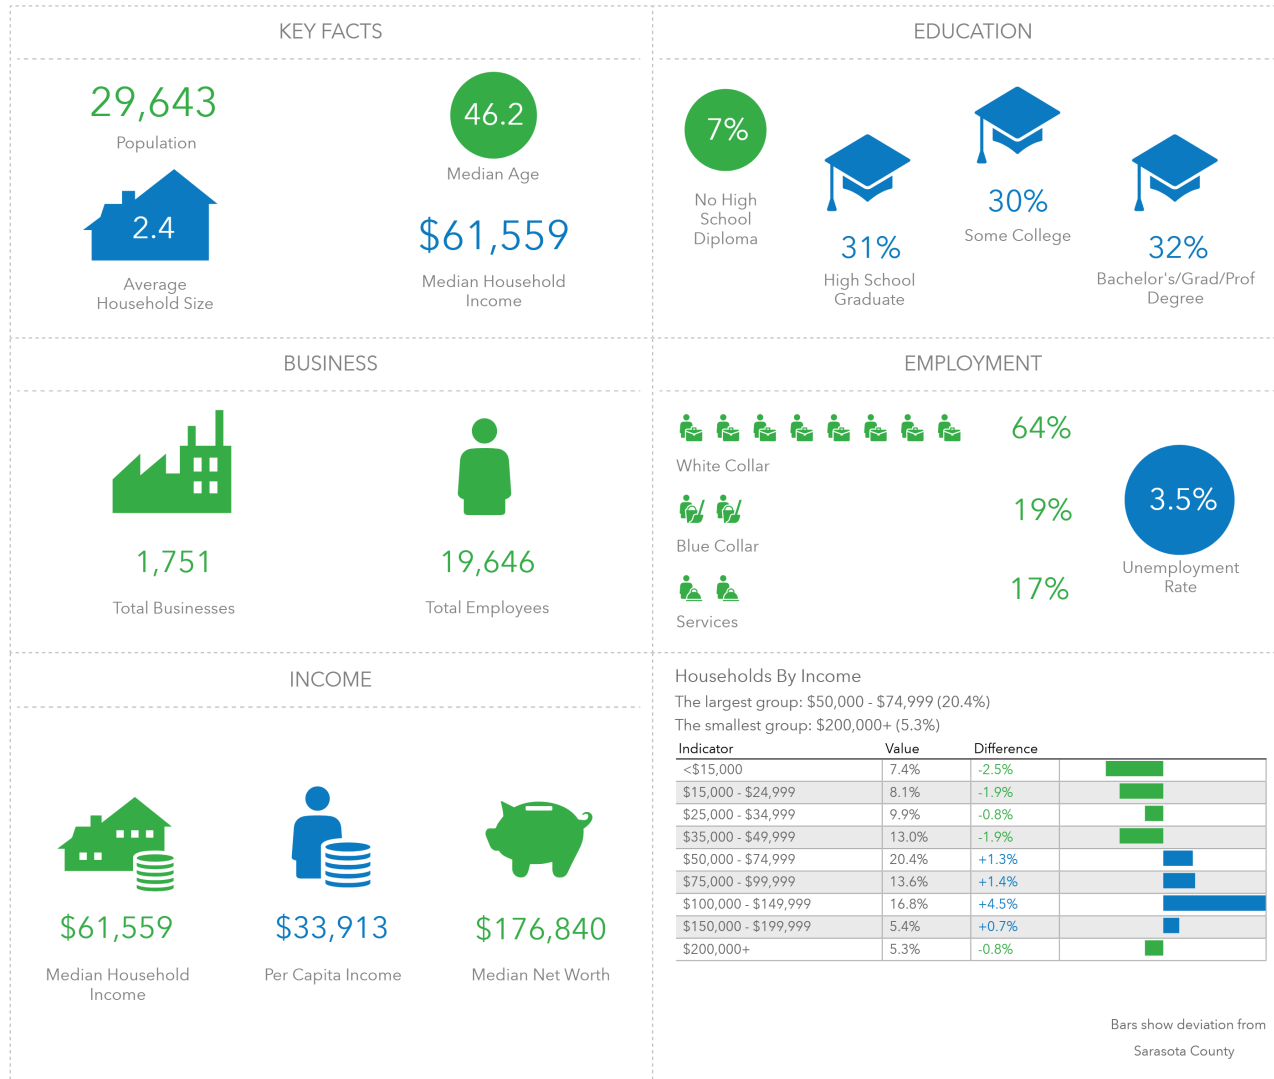 KEY FACTS
29,643
Population
46.2
Median Age
2.4
Average
Household Size
$61,559
Median Household
Income
EDUCATION
7%
No High
School
Diploma
31%
High School
Graduate
30%
Some College
32%
Bachelor's/Grad/Prof
Degree
BUSINESS
1,751
Total Businesses
19,646
Total Employees
EMPLOYMENT
64%
White Collar
19%
Blue Collar
17%
Services
3.5%
Unemployment
Rate
INCOME
$61,559
Median Household
Income
$33,913
Per Capita Income
$176,840
Median Net Worth
Households By Income
The largest group: $50,000 - $74,999 (20.4%)
The smallest group: $200,000+ (5.3%)
Indicator Value Difference
<$15,000 7.4% -2.5%
$15,000 - $24,999 8.1% -1.9%
$25,000 - $34,999 9.9% -0.8%
$35,000 - $49,999 13.0% -1.9%
$50,000 - $74,999 20.4% +1.3%
$75,000 - $99,999 13.6% +1.4%
$100,000 - $149,999 16.8% +4.5%
$150,000 - $199,999 5.4% +0.7%
$200,000+ 5.3% -0.8%
Bars show deviation from
Sarasota County